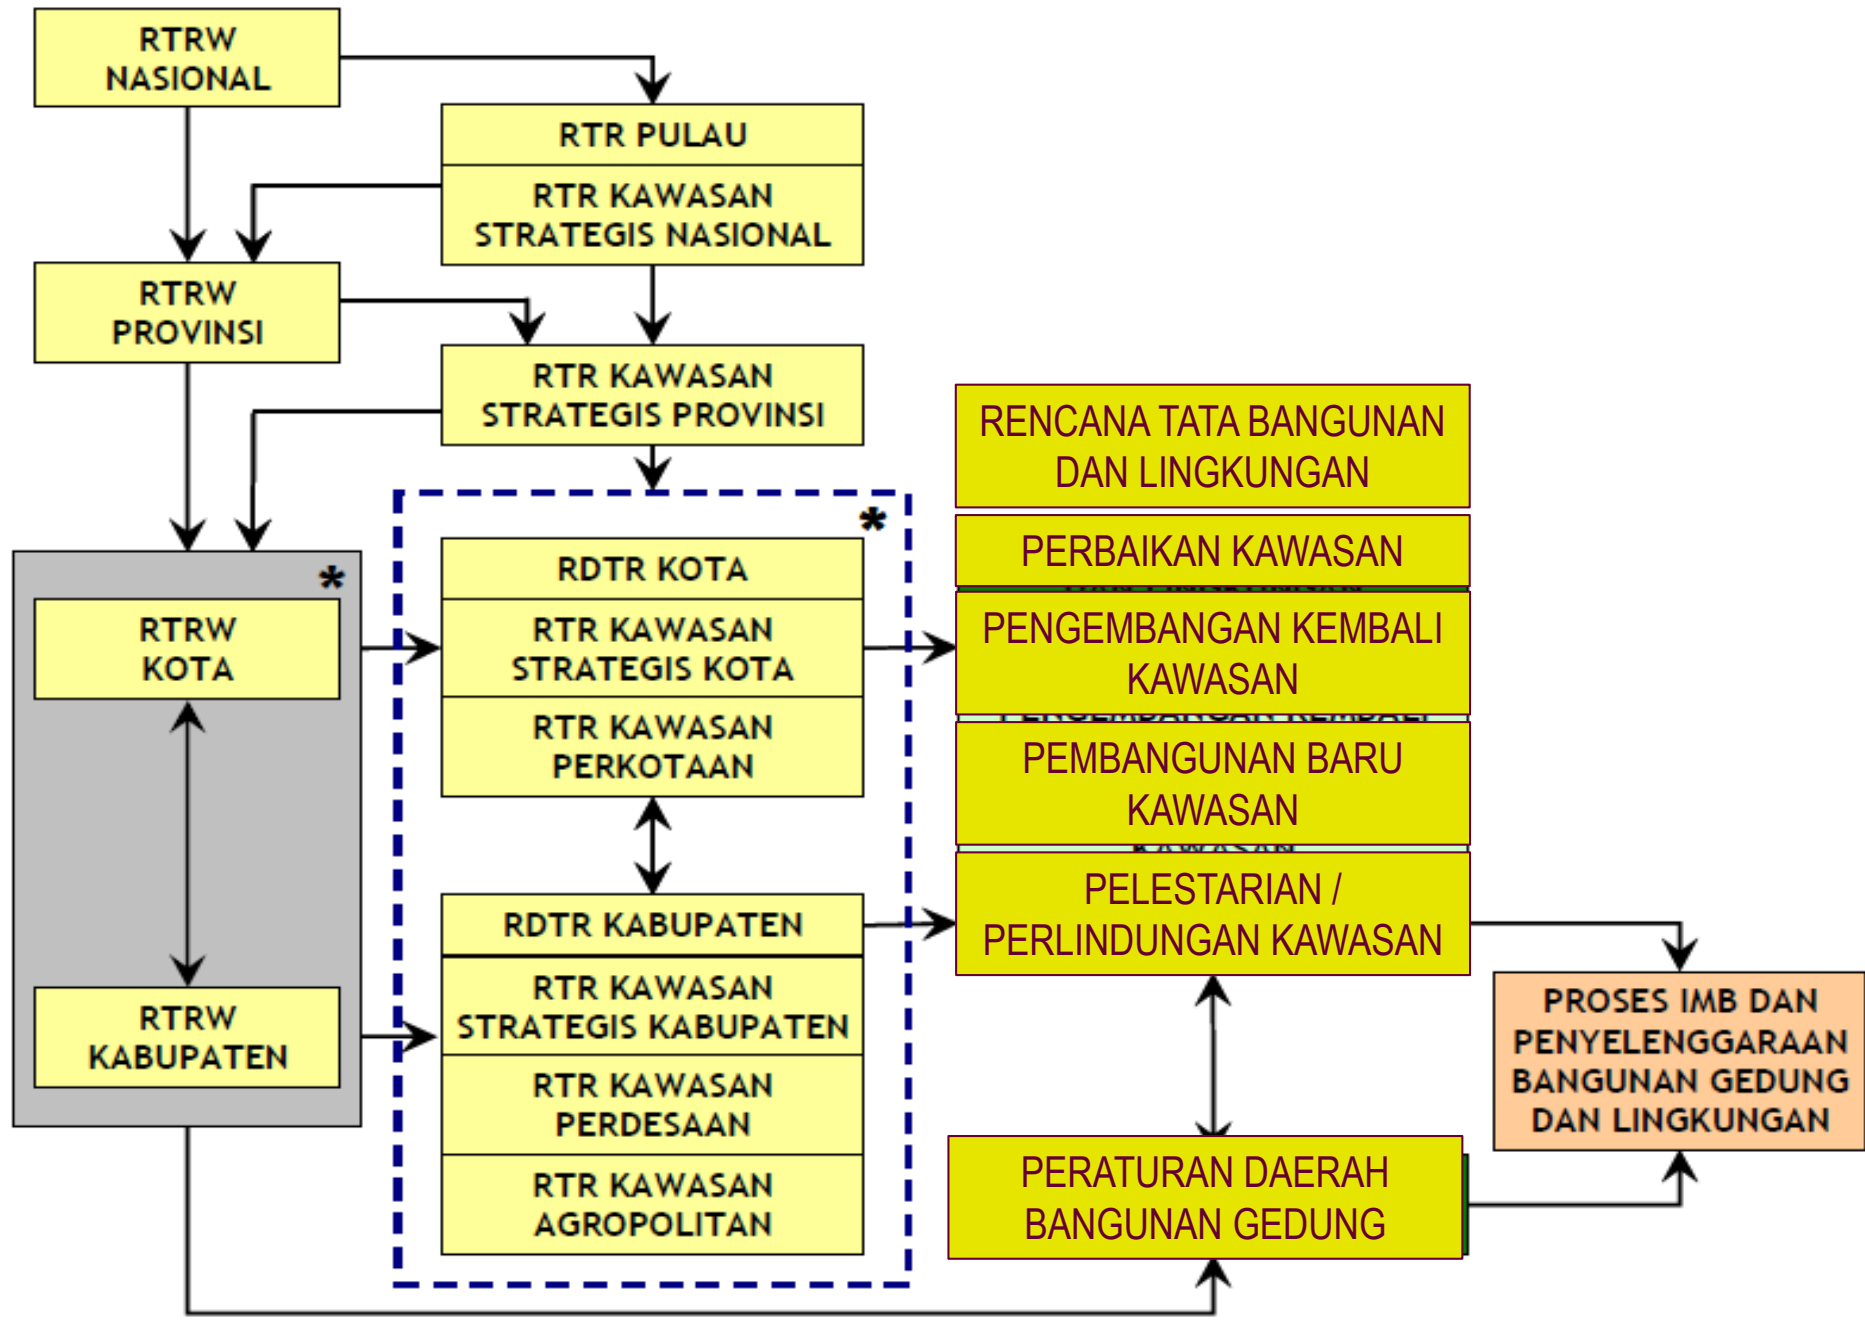 RTRW
NASIONAL
RTR PULAU
RTR KAWASAN
STRATEGIS NASIONAL
RTRW
PROVINSI
RTR KAWASAN
STRATEGIS PROVINSI
*
RTRW
KOTA
RTRW
KABUPATEN
*
RDTR KOTA
RTR KAWASAN
STRATEGIS KOTA
RTR KAWASAN
PERKOTAAN
RDTR KABUPATEN
RTR KAWASAN
STRATEGIS KABUPATEN
RTR KAWASAN
PERDESAAN
RTR KAWASAN
AGROPOLITAN
RENCANA TATA BANGUNAN
DAN LINGKUNGAN
PERBAIKAN KAWASAN
PENGEMBANGAN KEMBALI
KAWASAN
PEMBANGUNAN BARU
KAWASAN
PELESTARIAN /
PERLINDUNGAN KAWASAN
PERATURAN DAERAH
BANGUNAN GEDUNG
PROSES IMB DAN
PENYELENGGARAAN
BANGUNAN GEDUNG
DAN LINGKUNGAN